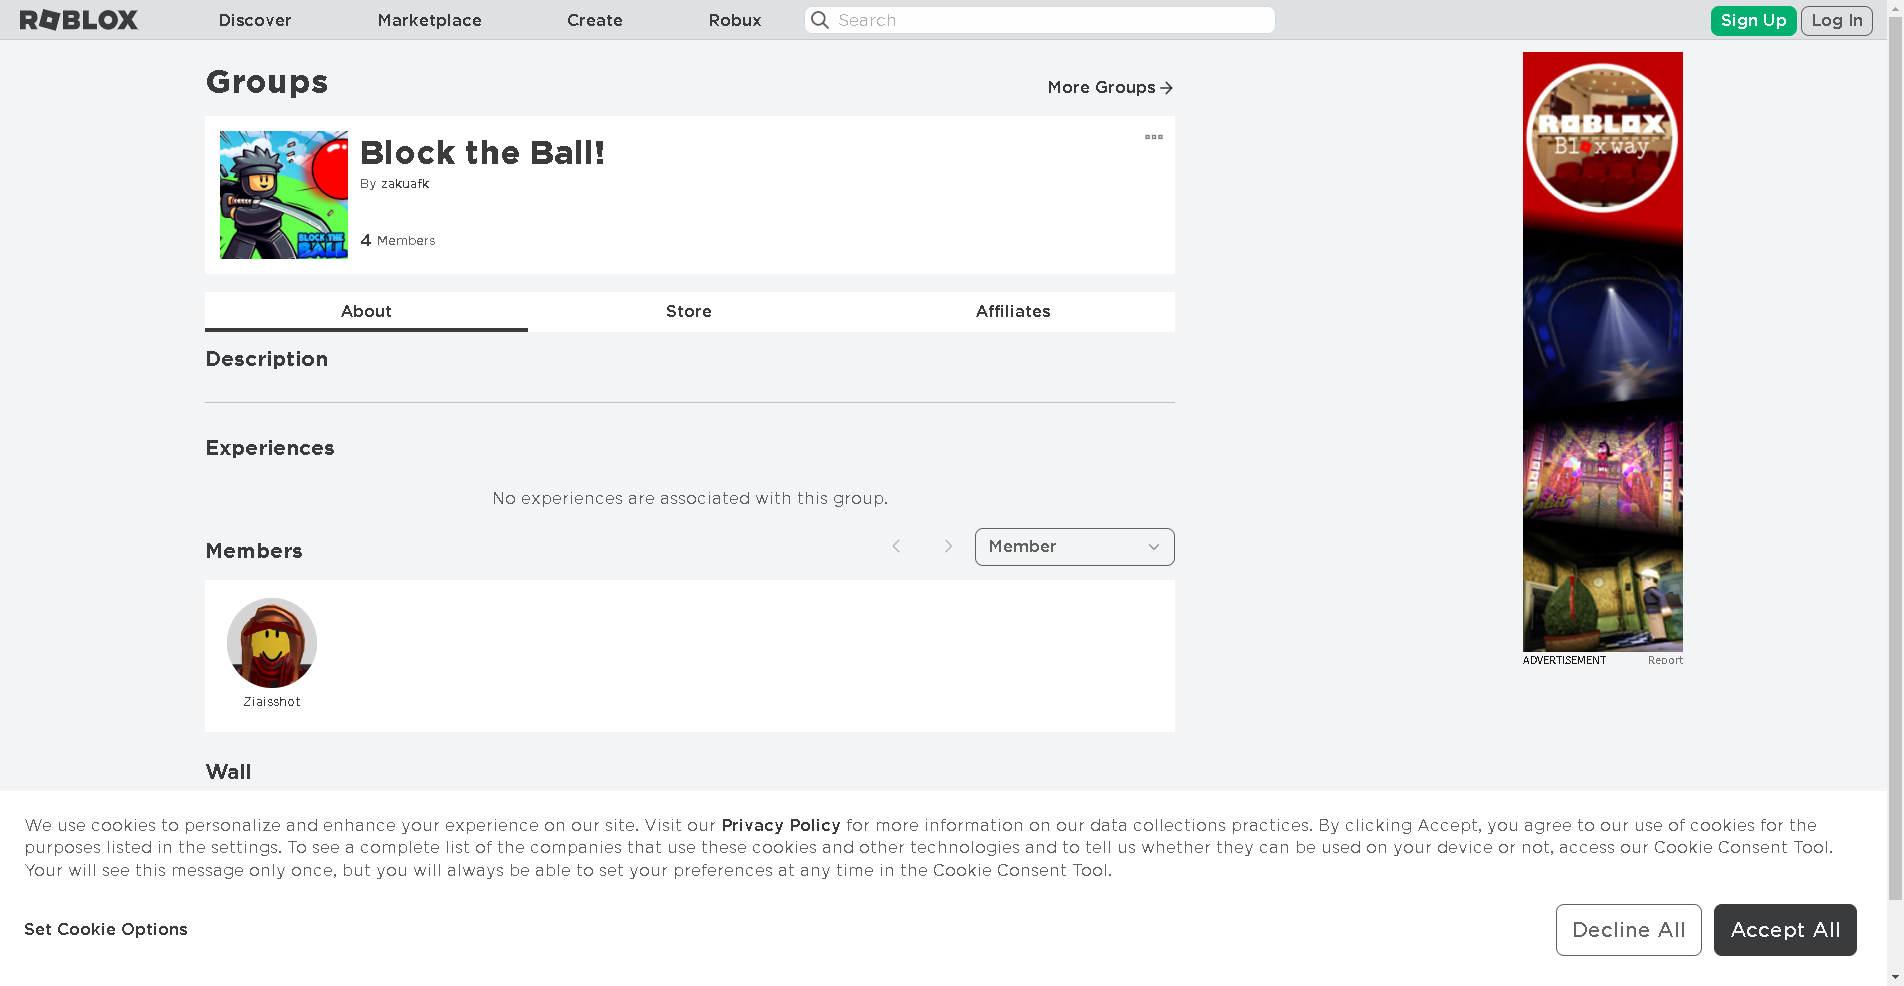 ROBLOX
Discover
Marketplace
Create
Robux
Search
Sign Up
Log In
Groups
More Groups
Block the Ball!
By zakuafk
4 Members
BLOCK THE
BALL
About
Store
Affiliates
Description
Experiences
No experiences are associated with this group.
Members
Member
Ziaisshot
Wall
ROBLOX
Bloxway
ADVERTISEMENT
Report
We use cookies to personalize and enhance your experience on our site. Visit our Privacy Policy for more information on our data collections practices. By clicking Accept, you agree to our use of cookies for the
purposes listed in the settings. To see a complete list of the companies that use these cookies and other technologies and to tell us whether they can be used on your device or not, access our Cookie Consent Tool.
Your will see this message only once, but you will always be able to set your preferences at any time in the Cookie Consent Tool.
Set Cookie Options
Decline All
Accept All